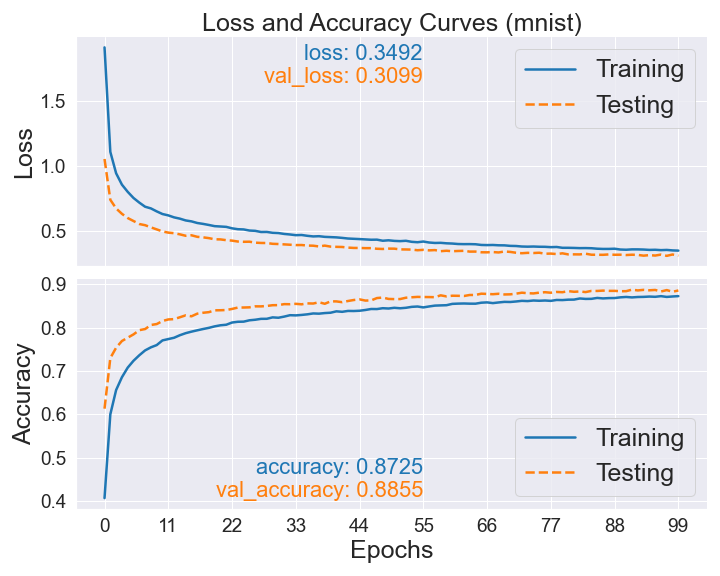 Loss and Accuracy Curves (mnist)
loss: 0.3492
val_loss: 0.3099
Training
Testing
1.5
1.0
0.5
Loss
0.9
0.8
0.7
0.6
0.5
0.4
Accuracy
accuracy: 0.8725
val_accuracy: 0.8855
Training
Testing
0 11 22 33 44 55 66 77 88 99
Epochs